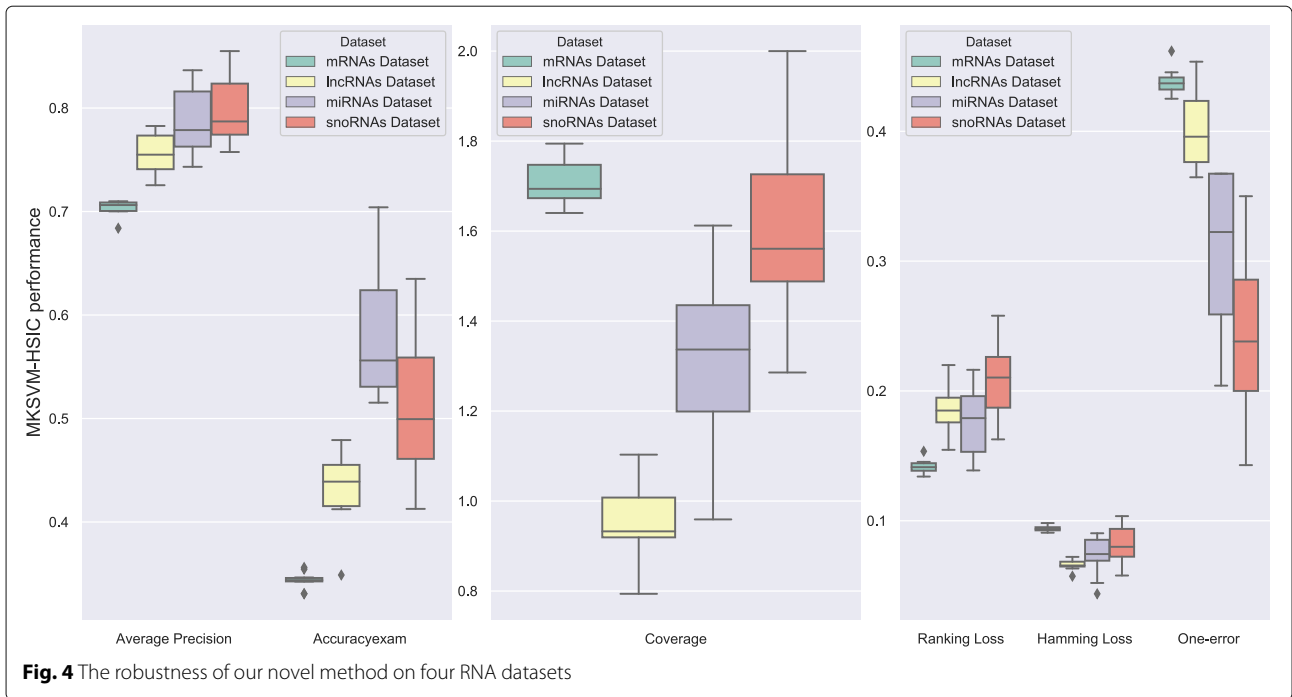 MKSVM-HSIC performance
0.8
0.7
0.6
0.5
0.4
Dataset
mRNAs Dataset
lncRNAs Dataset
miRNAs Dataset
snoRNAs Dataset
Average Precision
Accuracyexam
2.0
1.8
1.6
1.4
1.2
1.0
0.8
Dataset
mRNAs Dataset
lncRNAs Dataset
miRNAs Dataset
snoRNAs Dataset
Coverage
0.4
0.3
0.2
0.1
Dataset
mRNAs Dataset
lncRNAs Dataset
miRNAs Dataset
snoRNAs Dataset
Ranking Loss
Hamming Loss
One-error
Fig. 4 The robustness of our novel method on four RNA datasets